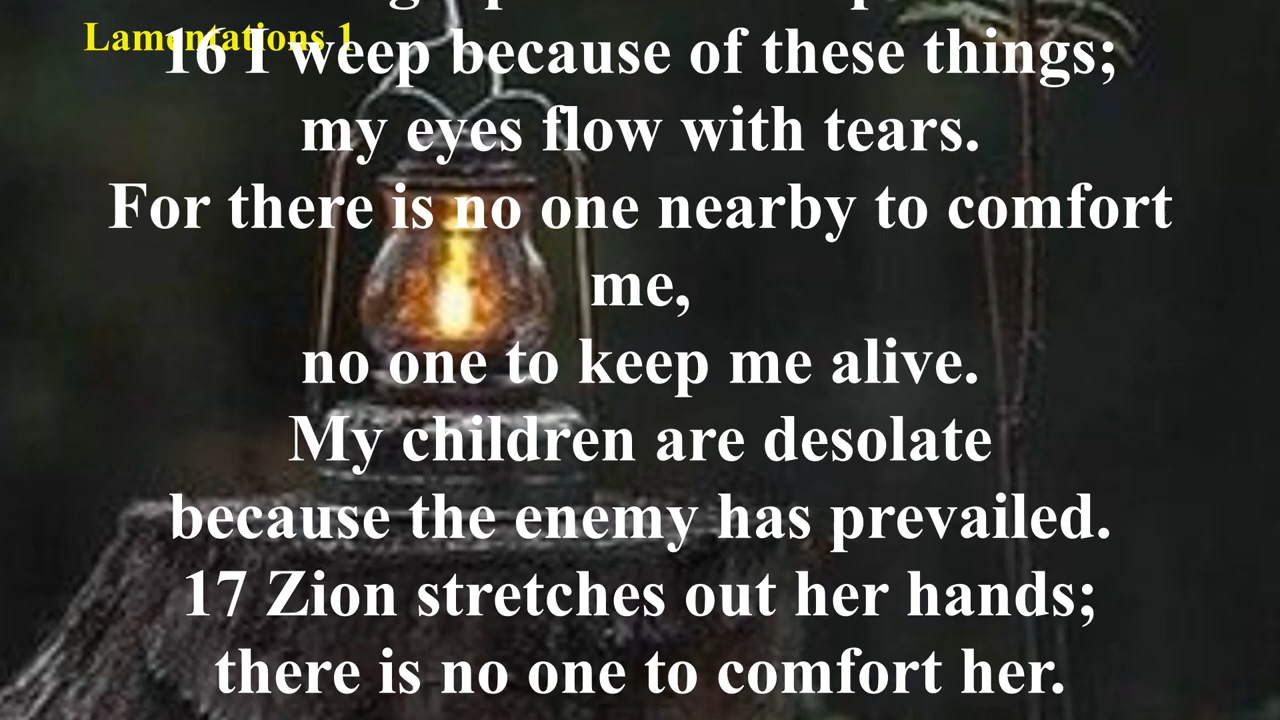 Lamentations 1
16 I weep because of these things;
my eyes flow with tears.
For there is no one nearby to comfort
me,
no one to keep me alive.
My children are desolate
because the enemy has prevailed.
17 Zion stretches out her hands;
there is no one to comfort her.